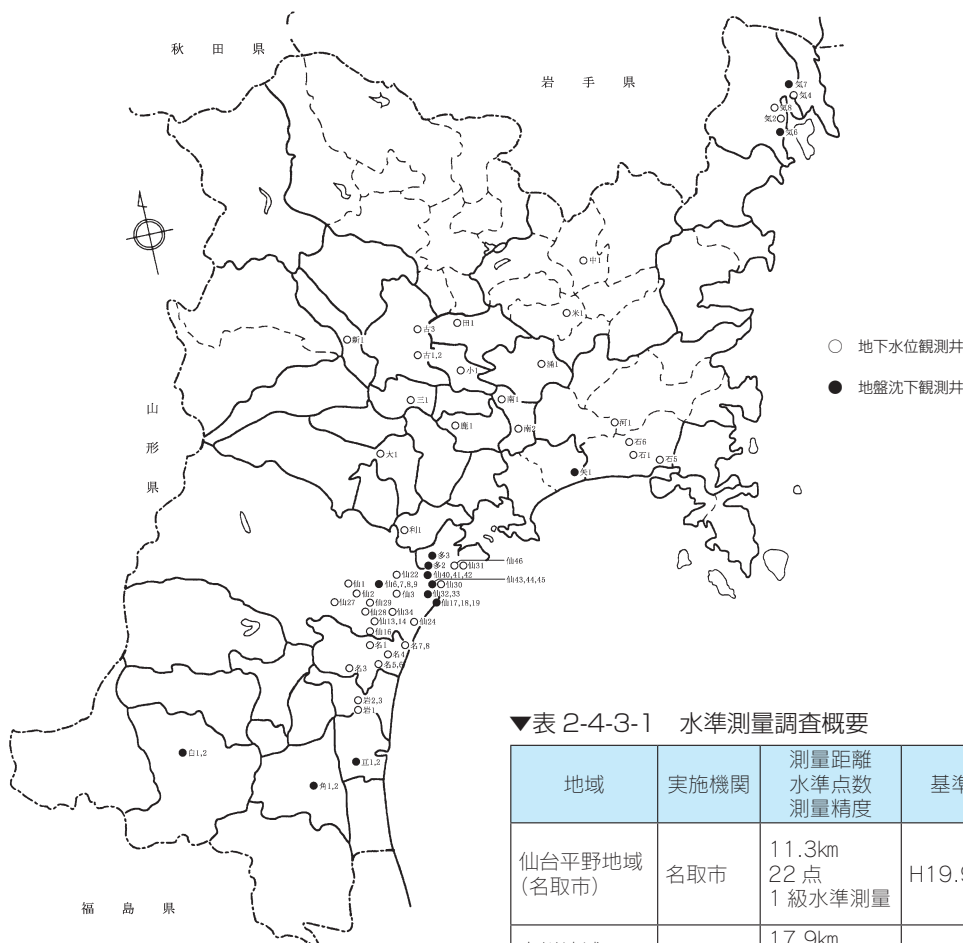 秋田県
岩手県
気7
気4
気8
気2
気6
中1
米1
古3
田1
新1
古1,2
小1
涌1
○ 地下水位観測井
● 地盤沈下観測井
山形県
三1
南1
鹿1
南2
河1
石6
石1
石5
大1
矢1
利1
多3
多2
仙46
仙31
仙22
仙40,41,42
仙43,44,45
仙1
仙6,7,8,9
仙30
仙2
仙3
仙32,33
仙27
仙29
仙17,18,19
仙28
仙34
仙13,14
仙24
仙16
名1
名7,8
名4
名3
名5,6
岩2,3
岩1
白1,2
亘1,2
角1,2
福島県
▼表 2-4-3-1 水準測量調査概要
地域
実施機関
測量距離
水準点数
測量精度
基準
仙台平野地域
(名取市)
名取市
11.3km
22 点
1 級水準測量
H19.9
17.9km